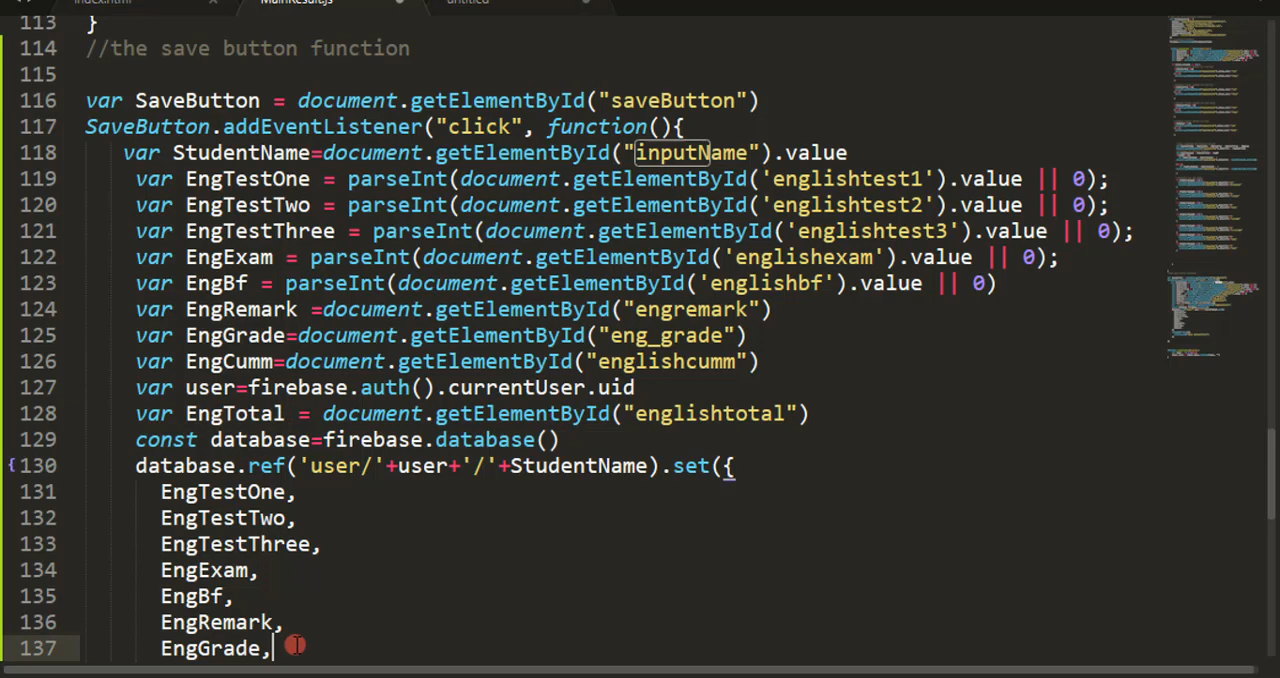 index.html MainResult.js untitled
113 }
114 //the save button function
115
116 var SaveButton = document.getElementById("saveButton")
117 SaveButton.addEventListener("click", function(){
118 var StudentName=document.getElementById("inputName").value
119 var EngTestOne = parseInt(document.getElementById('englishtest1').value || 0);
120 var EngTestTwo = parseInt(document.getElementById('englishtest2').value || 0);
121 var EngTestThree = parseInt(document.getElementById('englishtest3').value || 0);
122 var EngExam = parseInt(document.getElementById('englishexam').value || 0);
123 var EngBf = parseInt(document.getElementById('englishbf').value || 0)
124 var EngRemark =document.getElementById("engremark")
125 var EngGrade=document.getElementById("eng_grade")
126 var EngCumm=document.getElementById("englishcumm")
127 var user=firebase.auth().currentUser.uid
128 var EngTotal = document.getElementById("englishtotal")
129 const database=firebase.database()
{130 database.ref('user/'+user+'/'+StudentName).set({
131 EngTestOne,
132 EngTestTwo,
133 EngTestThree,
134 EngExam,
135 EngBf,
136 EngRemark,
137 EngGrade,